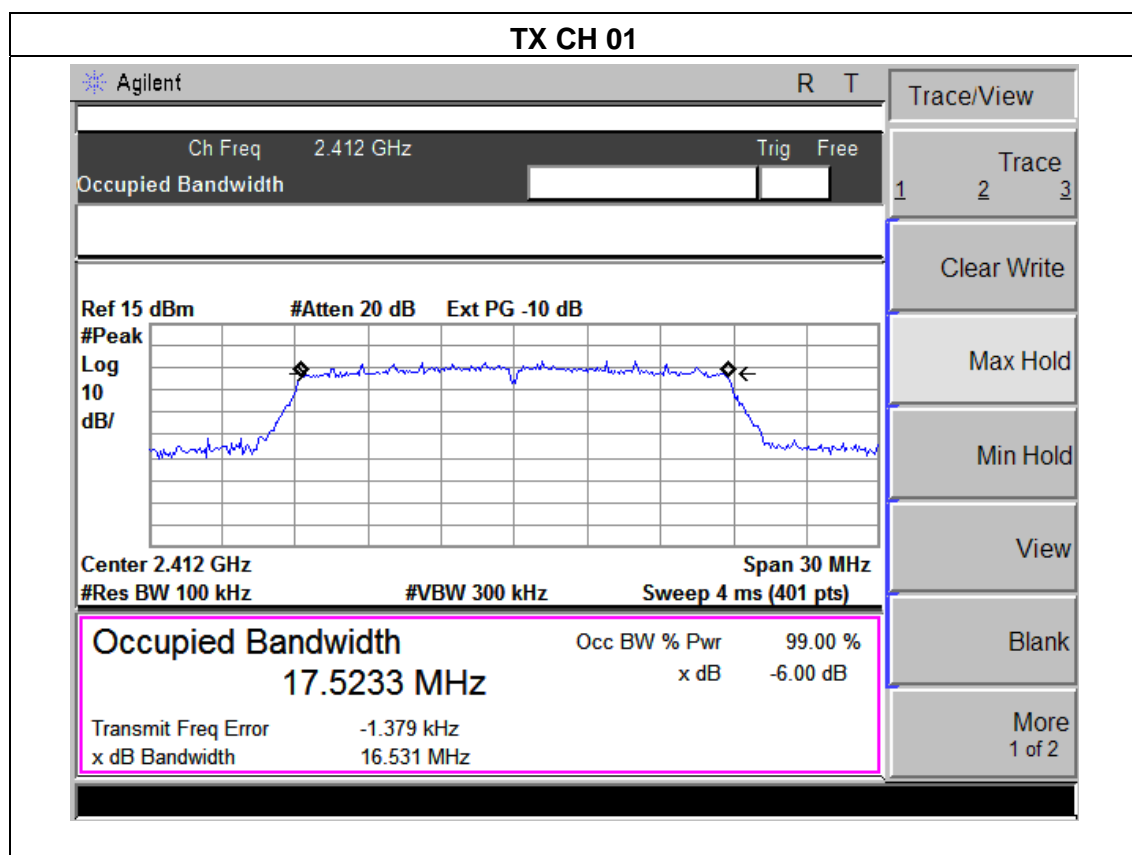 TX CH 01
Agilent R T
Trace/View
Ch Freq 2.412 GHz Trig Free
Occupied Bandwidth
Trace
1 2 3
Clear Write
Max Hold
Min Hold
View
Blank
More
1 of 2
Ref 15 dBm #Atten 20 dB Ext PG -10 dB
#Peak
Log
10
dB/
Center 2.412 GHz Span 30 MHz
#Res BW 100 kHz #VBW 300 kHz Sweep 4 ms (401 pts)
Occupied Bandwidth Occ BW % Pwr 99.00 %
17.5233 MHz x dB -6.00 dB
Transmit Freq Error -1.379 kHz
x dB Bandwidth 16.531 MHz